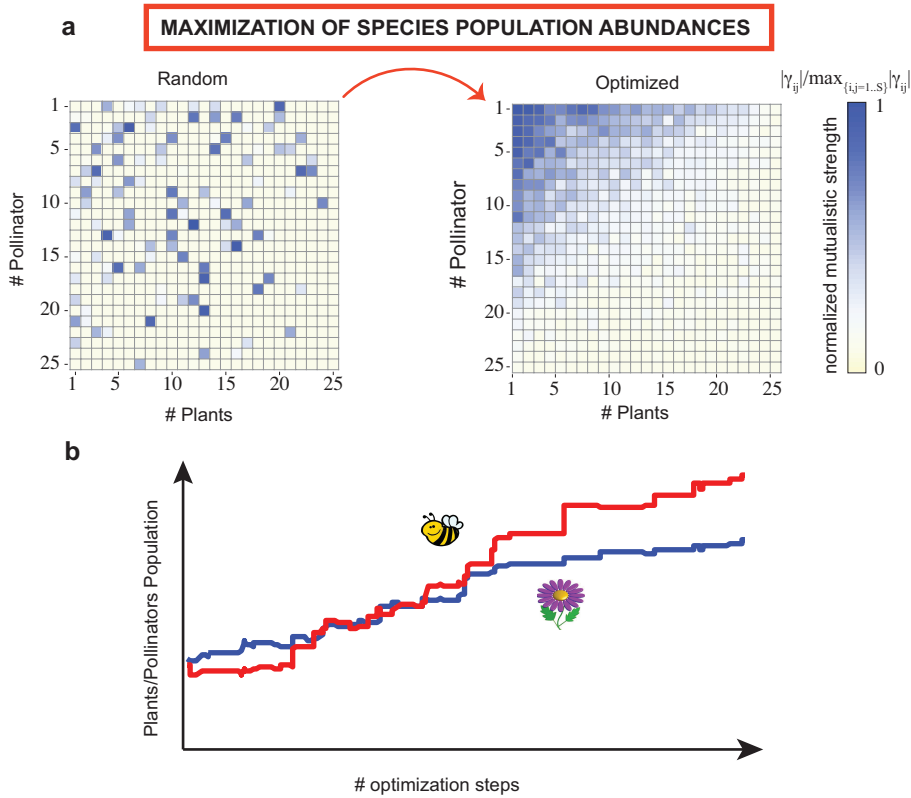 a
MAXIMIZATION OF SPECIES POPULATION ABUNDANCES
Random
Optimized
|γij|/max{i,j=1..S}|γij|
# Pollinator
1
5
10
15
20
25
1 5 10 15 20 25
# Plants
# Pollinator
1
5
10
15
20
25
1 5 10 15 20 25
# Plants
normalized mutualistic strength
1
0
b
Plants/Pollinators Population
# optimization steps